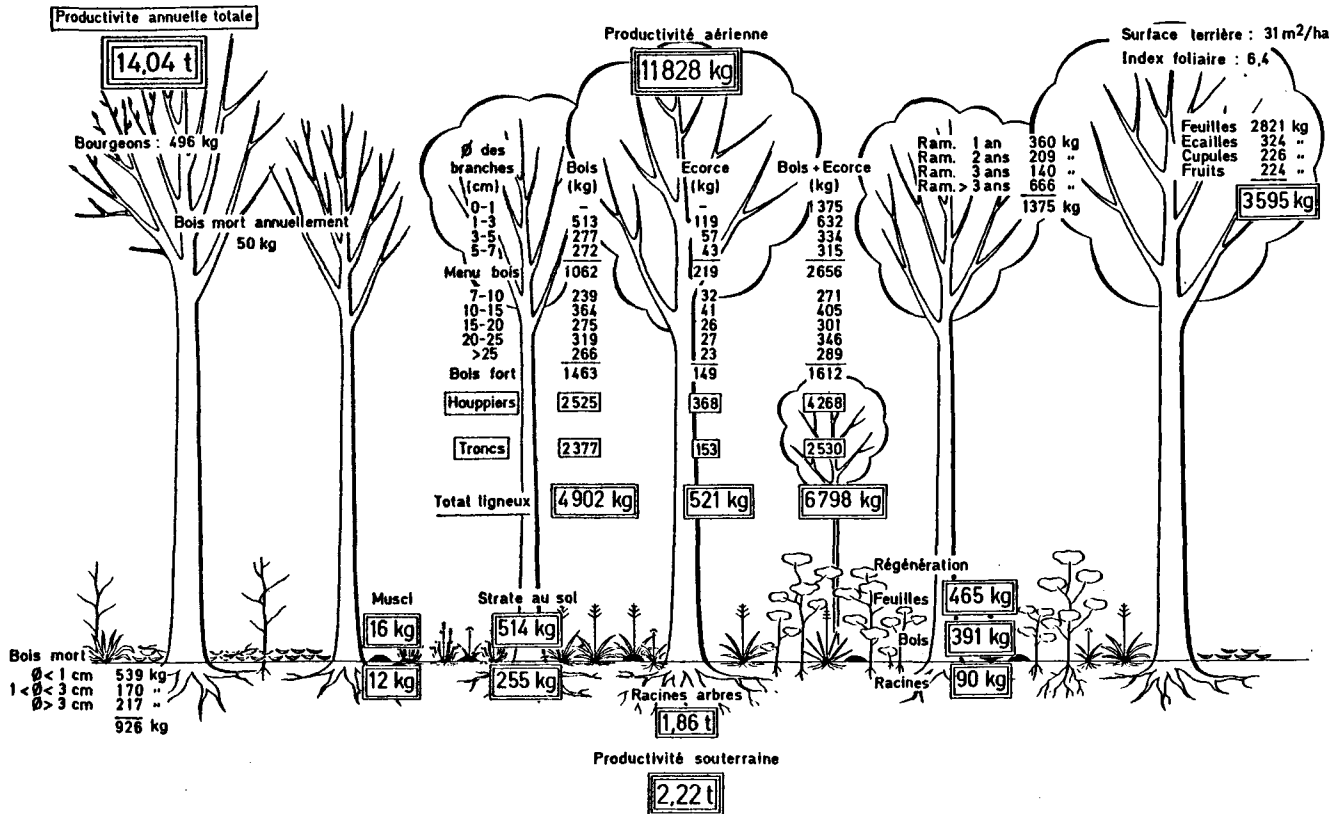 Productivite annuelle totale
14,04 t
Productivité aérienne
11828 kg
Surface terrière : 31 m²/ha
Index foliaire : 6,4
Bourgeons : 496 kg
Bois mort annuellement
50 kg
Ø des branches (cm) Bois (kg) Ecorce (kg) Bois + Ecorce (kg)
0-1 - - 1375
1-3 513 119 632
3-5 277 57 334
5-7 272 43 315
Menu bois 1062 219 2656
7-10 239 32 271
10-15 364 41 405
15-20 275 26 301
20-25 319 27 346
>25 266 23 289
Bois fort 1463 149 1612
Houppiers 2525 368 4268
Troncs 2377 153 2530
Total ligneux 4902 kg 521 kg 6798 kg
Ram. 1 an 360 kg
Ram. 2 ans 209 "
Ram. 3 ans 140 "
Ram. > 3 ans 666 "
1375 kg
Feuilles 2821 kg
Ecailles 324 "
Cupules 226 "
Fruits 224 "
3595 kg
Musci
16 kg
12 kg
Strate au sol
514 kg
255 kg
Régénération
Feuilles 465 kg
Bois 391 kg
Racines 90 kg
Bois mort
Ø < 1 cm 539 kg
1 < Ø < 3 cm 170 "
Ø > 3 cm 217 "
926 kg
Racines arbres
1,86 t
Productivité souterraine
2,22 t